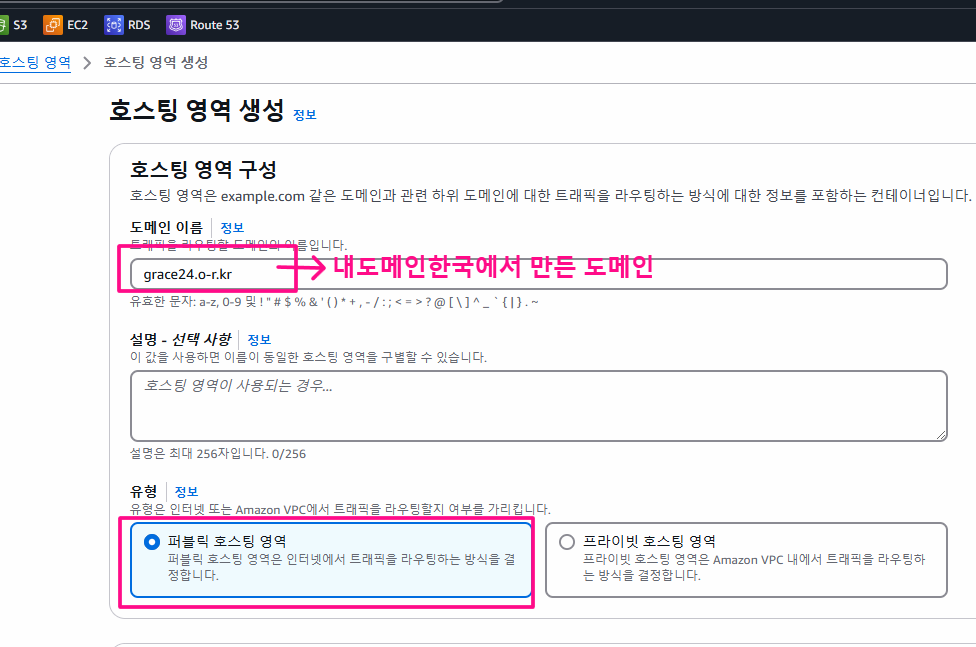 S3 EC2 RDS Route 53
호스팅 영역 > 호스팅 영역 생성
호스팅 영역 생성 정보
호스팅 영역 구성
호스팅 영역은 example.com 같은 도메인과 관련 하위 도메인에 대한 트래픽을 라우팅하는 방식에 대한 정보를 포함하는 컨테이너입니다.
도메인 이름 정보
트래픽을 라우팅할 도메인의 이름입니다.
grace24.o-r.kr
내도메인한국에서 만든 도메인
유효한 문자: a-z, 0-9 및 ! " # $ % & ' ( ) * + , - / : ; < = > ? @ [ \ ] ^ _ ` { | } . ~
설명 - 선택 사항 정보
이 값을 사용하면 이름이 동일한 호스팅 영역을 구별할 수 있습니다.
호스팅 영역이 사용되는 경우...
설명은 최대 256자입니다. 0/256
유형 정보
유형은 인터넷 또는 Amazon VPC에서 트래픽을 라우팅할지 여부를 가리킵니다.
퍼블릭 호스팅 영역
퍼블릭 호스팅 영역은 인터넷에서 트래픽을 라우팅하는 방식을 결
정합니다.
프라이빗 호스팅 영역
프라이빗 호스팅 영역은 Amazon VPC 내에서 트래픽을 라우팅하
는 방식을 결정합니다.